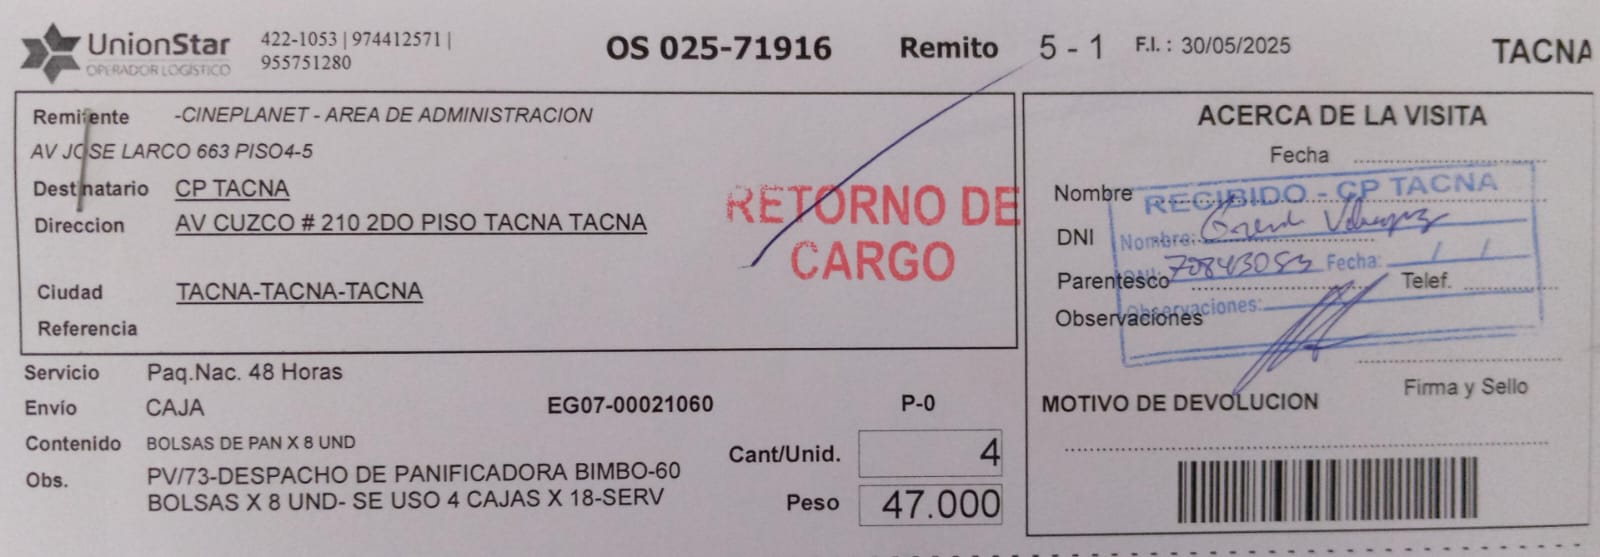 UnionStar
OPERADOR LOGÍSTICO
422-1053 | 974412571 |
955751280
OS 025-71916
Remito 5 - 1
F.I. : 30/05/2025
TACNA
Remitente -CINEPLANET - AREA DE ADMINISTRACION
AV JOSE LARCO 663 PISO4-5
Destinatario CP TACNA
Direccion AV CUZCO # 210 2DO PISO TACNA TACNA
Ciudad TACNA-TACNA-TACNA
Referencia
RETORNO DE
CARGO
Servicio Paq.Nac. 48 Horas
Envío CAJA EG07-00021060 P-0
Contenido BOLSAS DE PAN X 8 UND
Obs. PV/73-DESPACHO DE PANIFICADORA BIMBO-60
BOLSAS X 8 UND- SE USO 4 CAJAS X 18-SERV
Cant/Unid. 4
Peso 47.000
ACERCA DE LA VISITA
Fecha
Nombre
DNI
Parentesco
Telef.
Observaciones
RECIBIDO - CP TACNA
Nombre:
DNI: 70843053 Fecha: / /
Observaciones:
Firma y Sello
MOTIVO DE DEVOLUCION